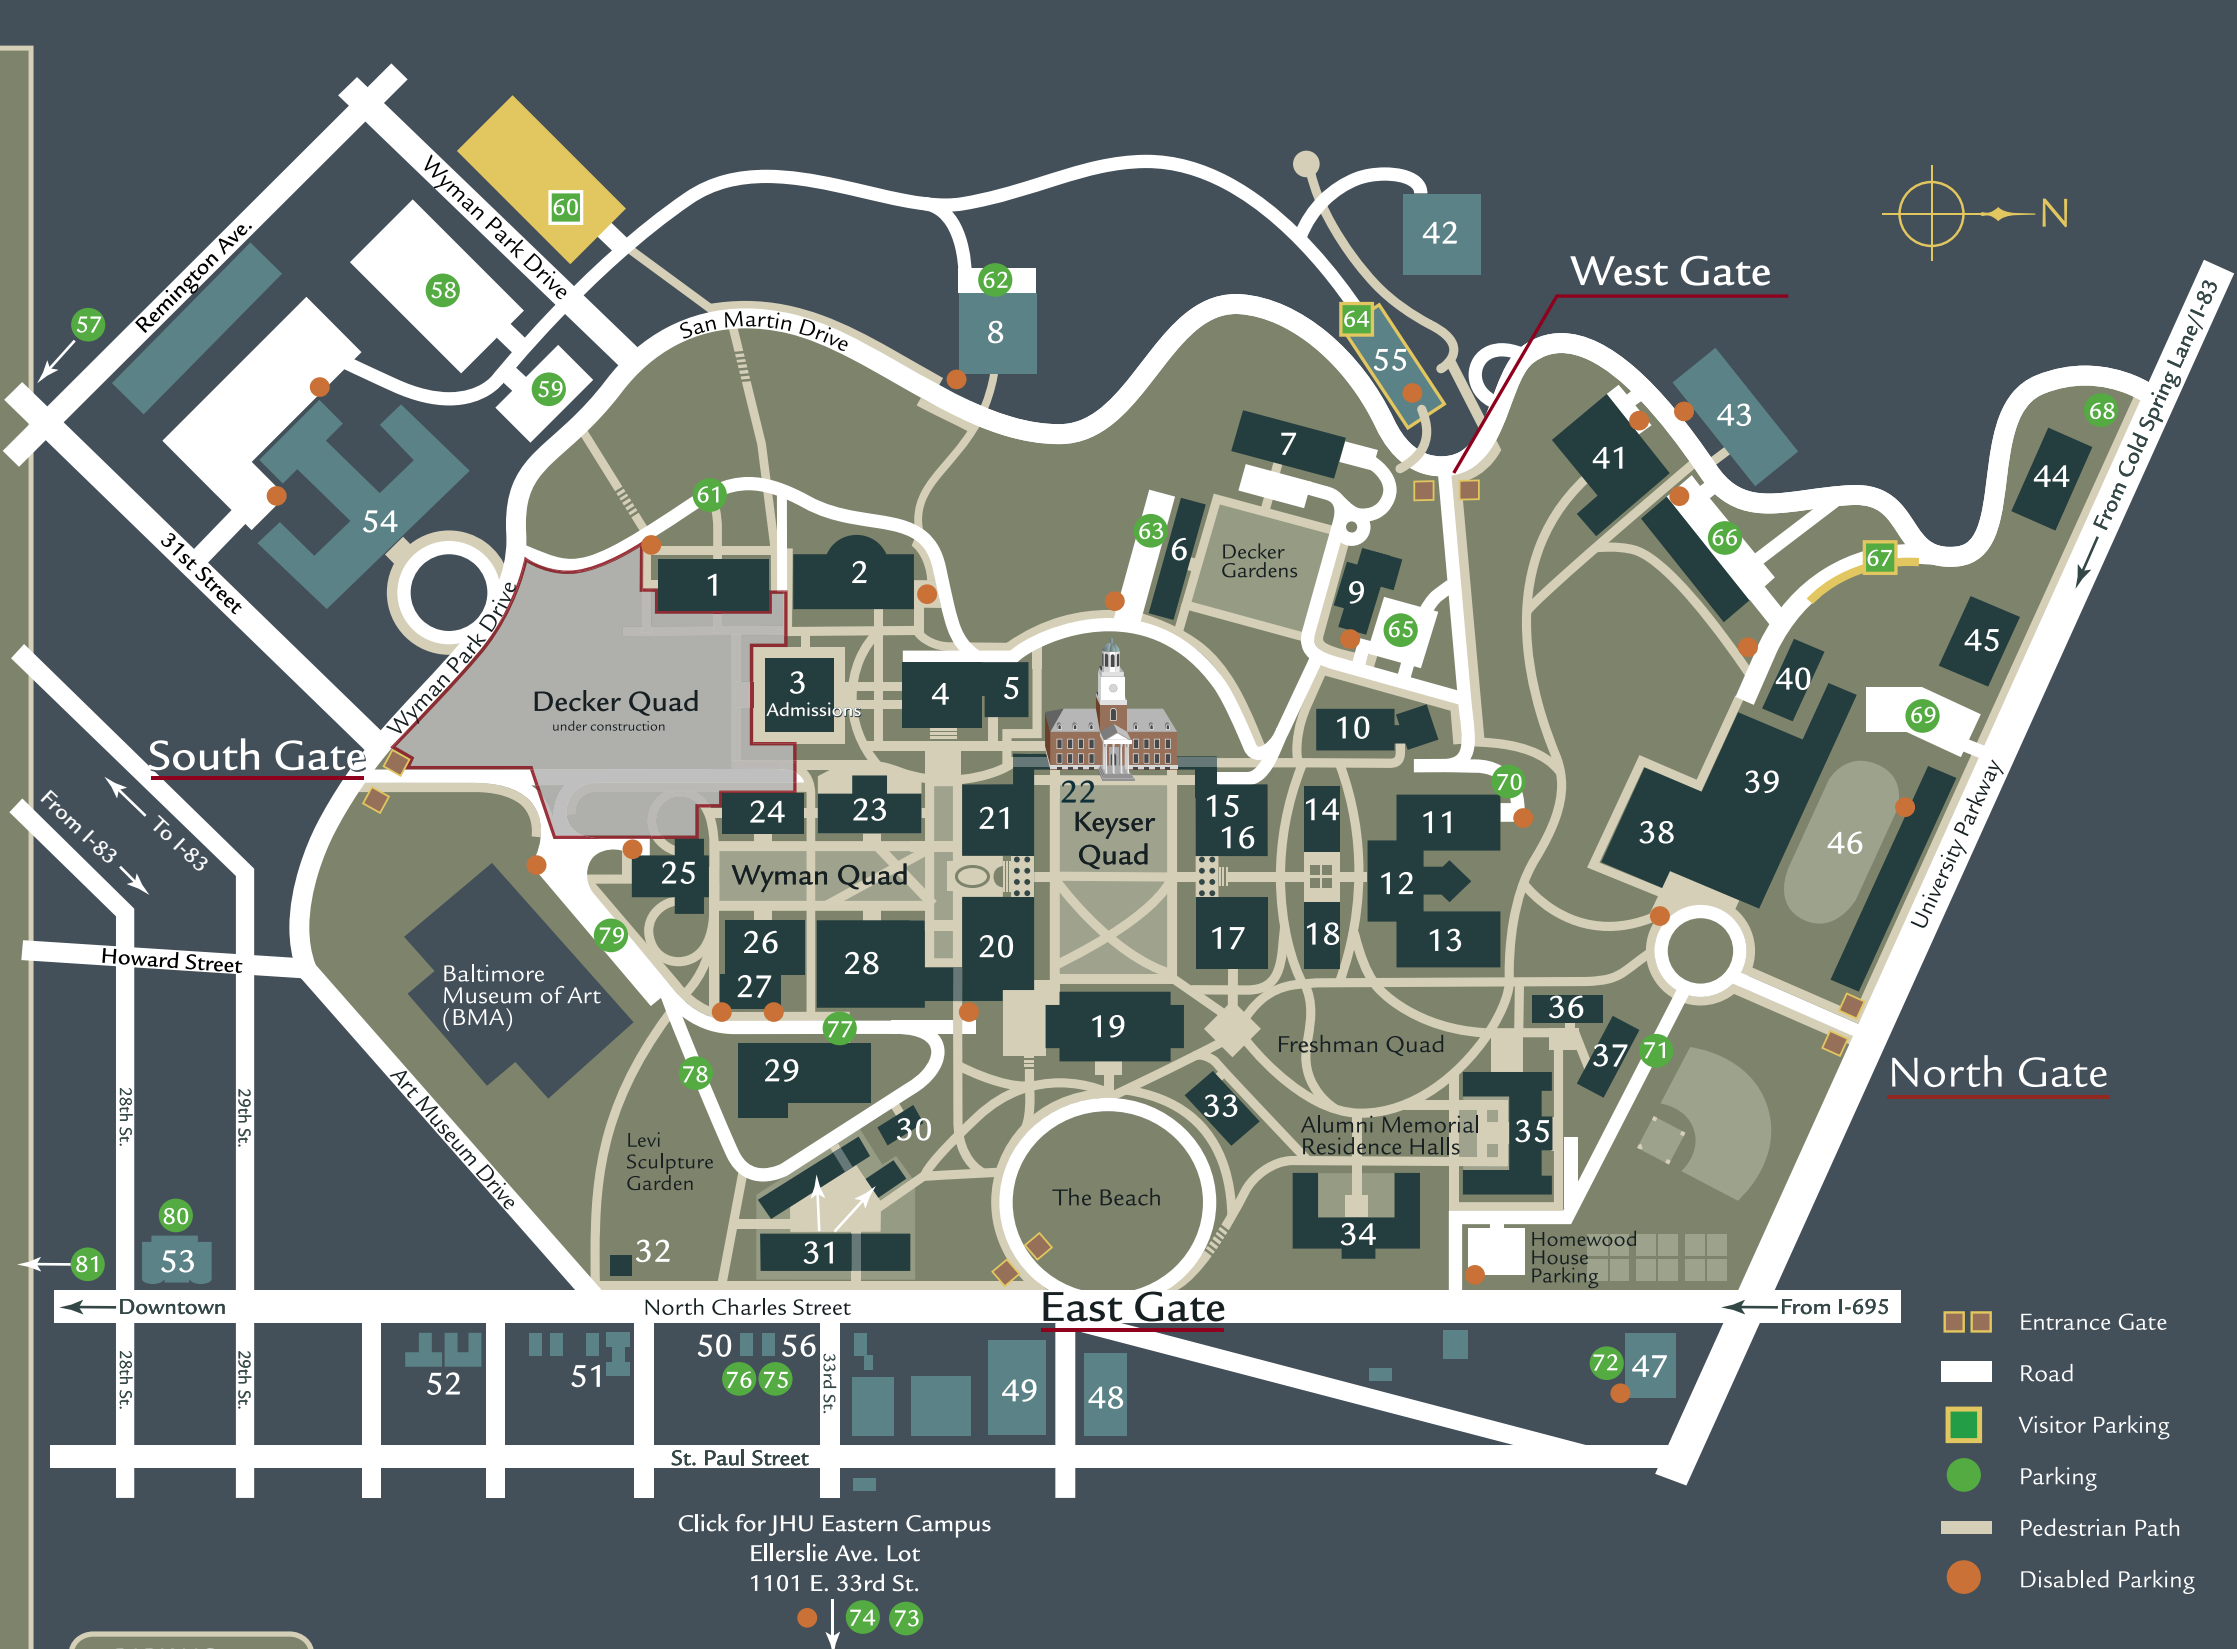 Wyman Park Drive
60
N
42
West Gate
Remington Ave.
58
62
57
San Martin Drive
8
64
55
From Cold Spring Lane/I-83
59
7
43
68
41
44
54
61
63
6
Decker
Gardens
66
67
31st Street
1
2
9
65
45
Wyman Park Drive
Decker Quad
under construction
3
Admissions
4
5
40
69
10
South Gate
22
Keyser
Quad
70
39
From I-83
To I-83
24
23
21
15
16
14
11
38
46
University Parkway
25
Wyman Quad
12
79
26
27
28
20
17
18
13
Howard Street
Baltimore
Museum of Art
(BMA)
77
19
36
Freshman Quad
37
71
North Gate
78
29
28th St.
29th St.
Art Museum Drive
30
33
Alumni Memorial
Residence Halls
35
Levi
Sculpture
Garden
The Beach
80
53
81
32
31
34
Homewood
House
Parking
Downtown
North Charles Street
East Gate
From I-695
Entrance Gate
Road
Visitor Parking
Parking
Pedestrian Path
Disabled Parking
28th St.
29th St.
52
51
50
56
76
75
33rd St.
49
48
72
47
St. Paul Street
Click for JHU Eastern Campus
Ellerslie Ave. Lot
1101 E. 33rd St.
74
73